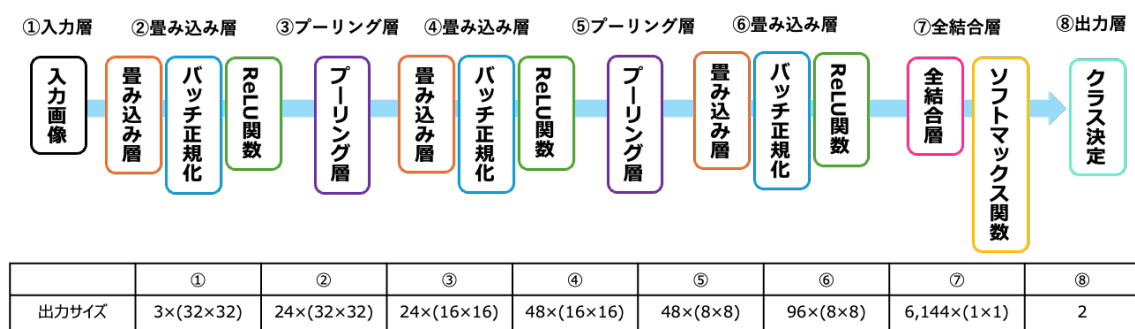 ①入力層 ②畳み込み層 ③プーリング層 ④畳み込み層 ⑤プーリング層 ⑥畳み込み層 ⑦全結合層 ⑧出力層
入力画像
畳み込み層
バッチ正規化
ReLU関数
プーリング層
畳み込み層
バッチ正規化
ReLU関数
プーリング層
畳み込み層
バッチ正規化
ReLU関数
全結合層
ソフトマックス関数
クラス決定
① ② ③ ④ ⑤ ⑥ ⑦ ⑧
出力サイズ 3×(32×32) 24×(32×32) 24×(16×16) 48×(16×16) 48×(8×8) 96×(8×8) 6,144×(1×1) 2